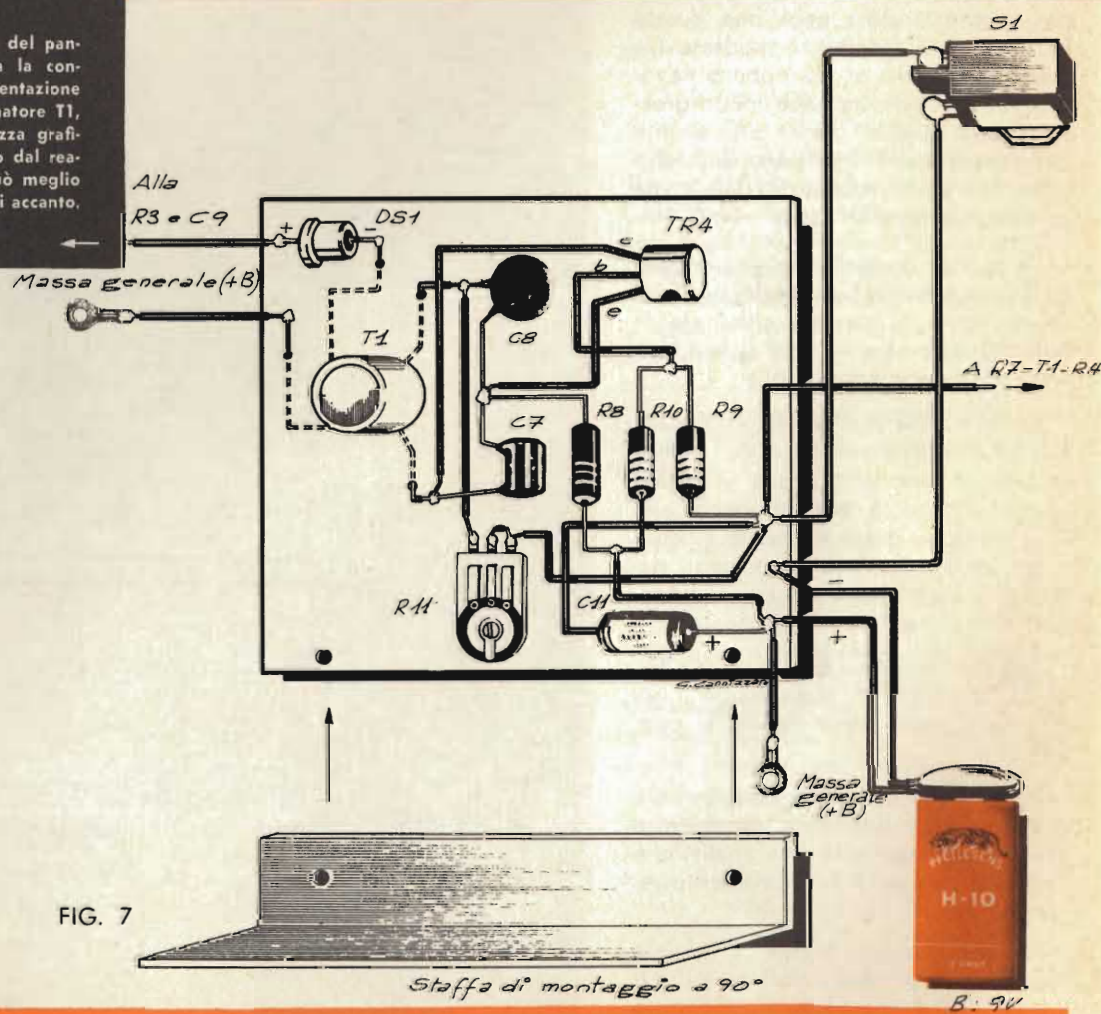 del pan-
la con-
entazione
natore T1,
zza grafi-
o dal rea-
uò meglio
i accanto.
S1
Alla
R3 e C9
+
DS1
-
TR4
c
b
e
Massa generale (+B)
T1
C8
A R7-T1-R4
C7
R8
R10
R9
R11
C11
+
-
+
Massa
generale
(+B)
HELLESENS
H-10
FIG. 7
Staffa di montaggio a 90°
B: 9V